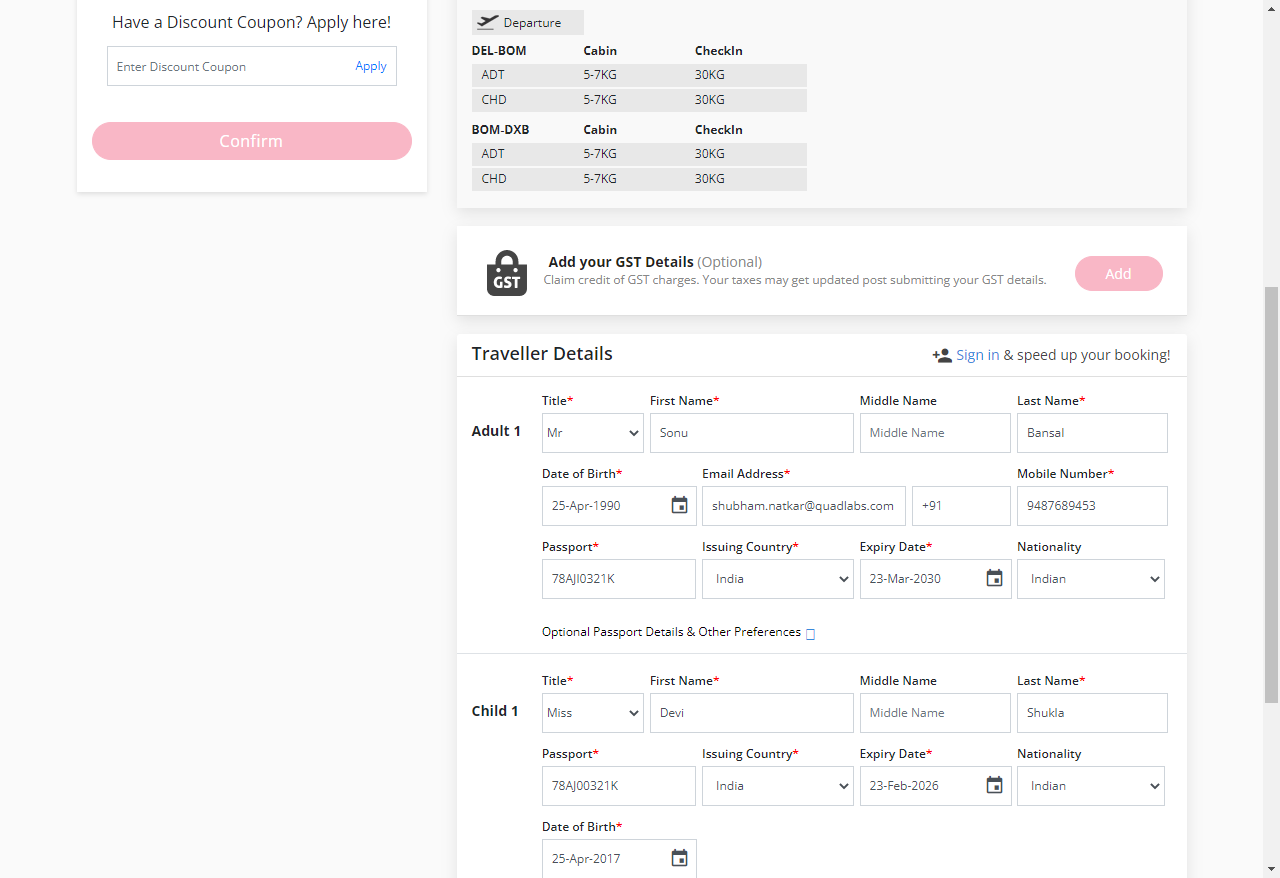 Have a Discount Coupon? Apply here!
Enter Discount Coupon Apply
Confirm
Departure
DEL-BOM Cabin CheckIn
ADT 5-7KG 30KG
CHD 5-7KG 30KG
BOM-DXB Cabin CheckIn
ADT 5-7KG 30KG
CHD 5-7KG 30KG
GST
Add your GST Details (Optional)
Claim credit of GST charges. Your taxes may get updated post submitting your GST details.
Add
Traveller Details
Sign in & speed up your booking!
Title* First Name* Middle Name Last Name*
Adult 1 Mr Sonu Middle Name Bansal
Date of Birth* Email Address* Mobile Number*
25-Apr-1990 shubham.natkar@quadlabs.com +91 9487689453
Passport* Issuing Country* Expiry Date* Nationality
78AJI0321K India 23-Mar-2030 Indian
Optional Passport Details & Other Preferences
Title* First Name* Middle Name Last Name*
Child 1 Miss Devi Middle Name Shukla
Passport* Issuing Country* Expiry Date* Nationality
78AJ00321K India 23-Feb-2026 Indian
Date of Birth*
25-Apr-2017